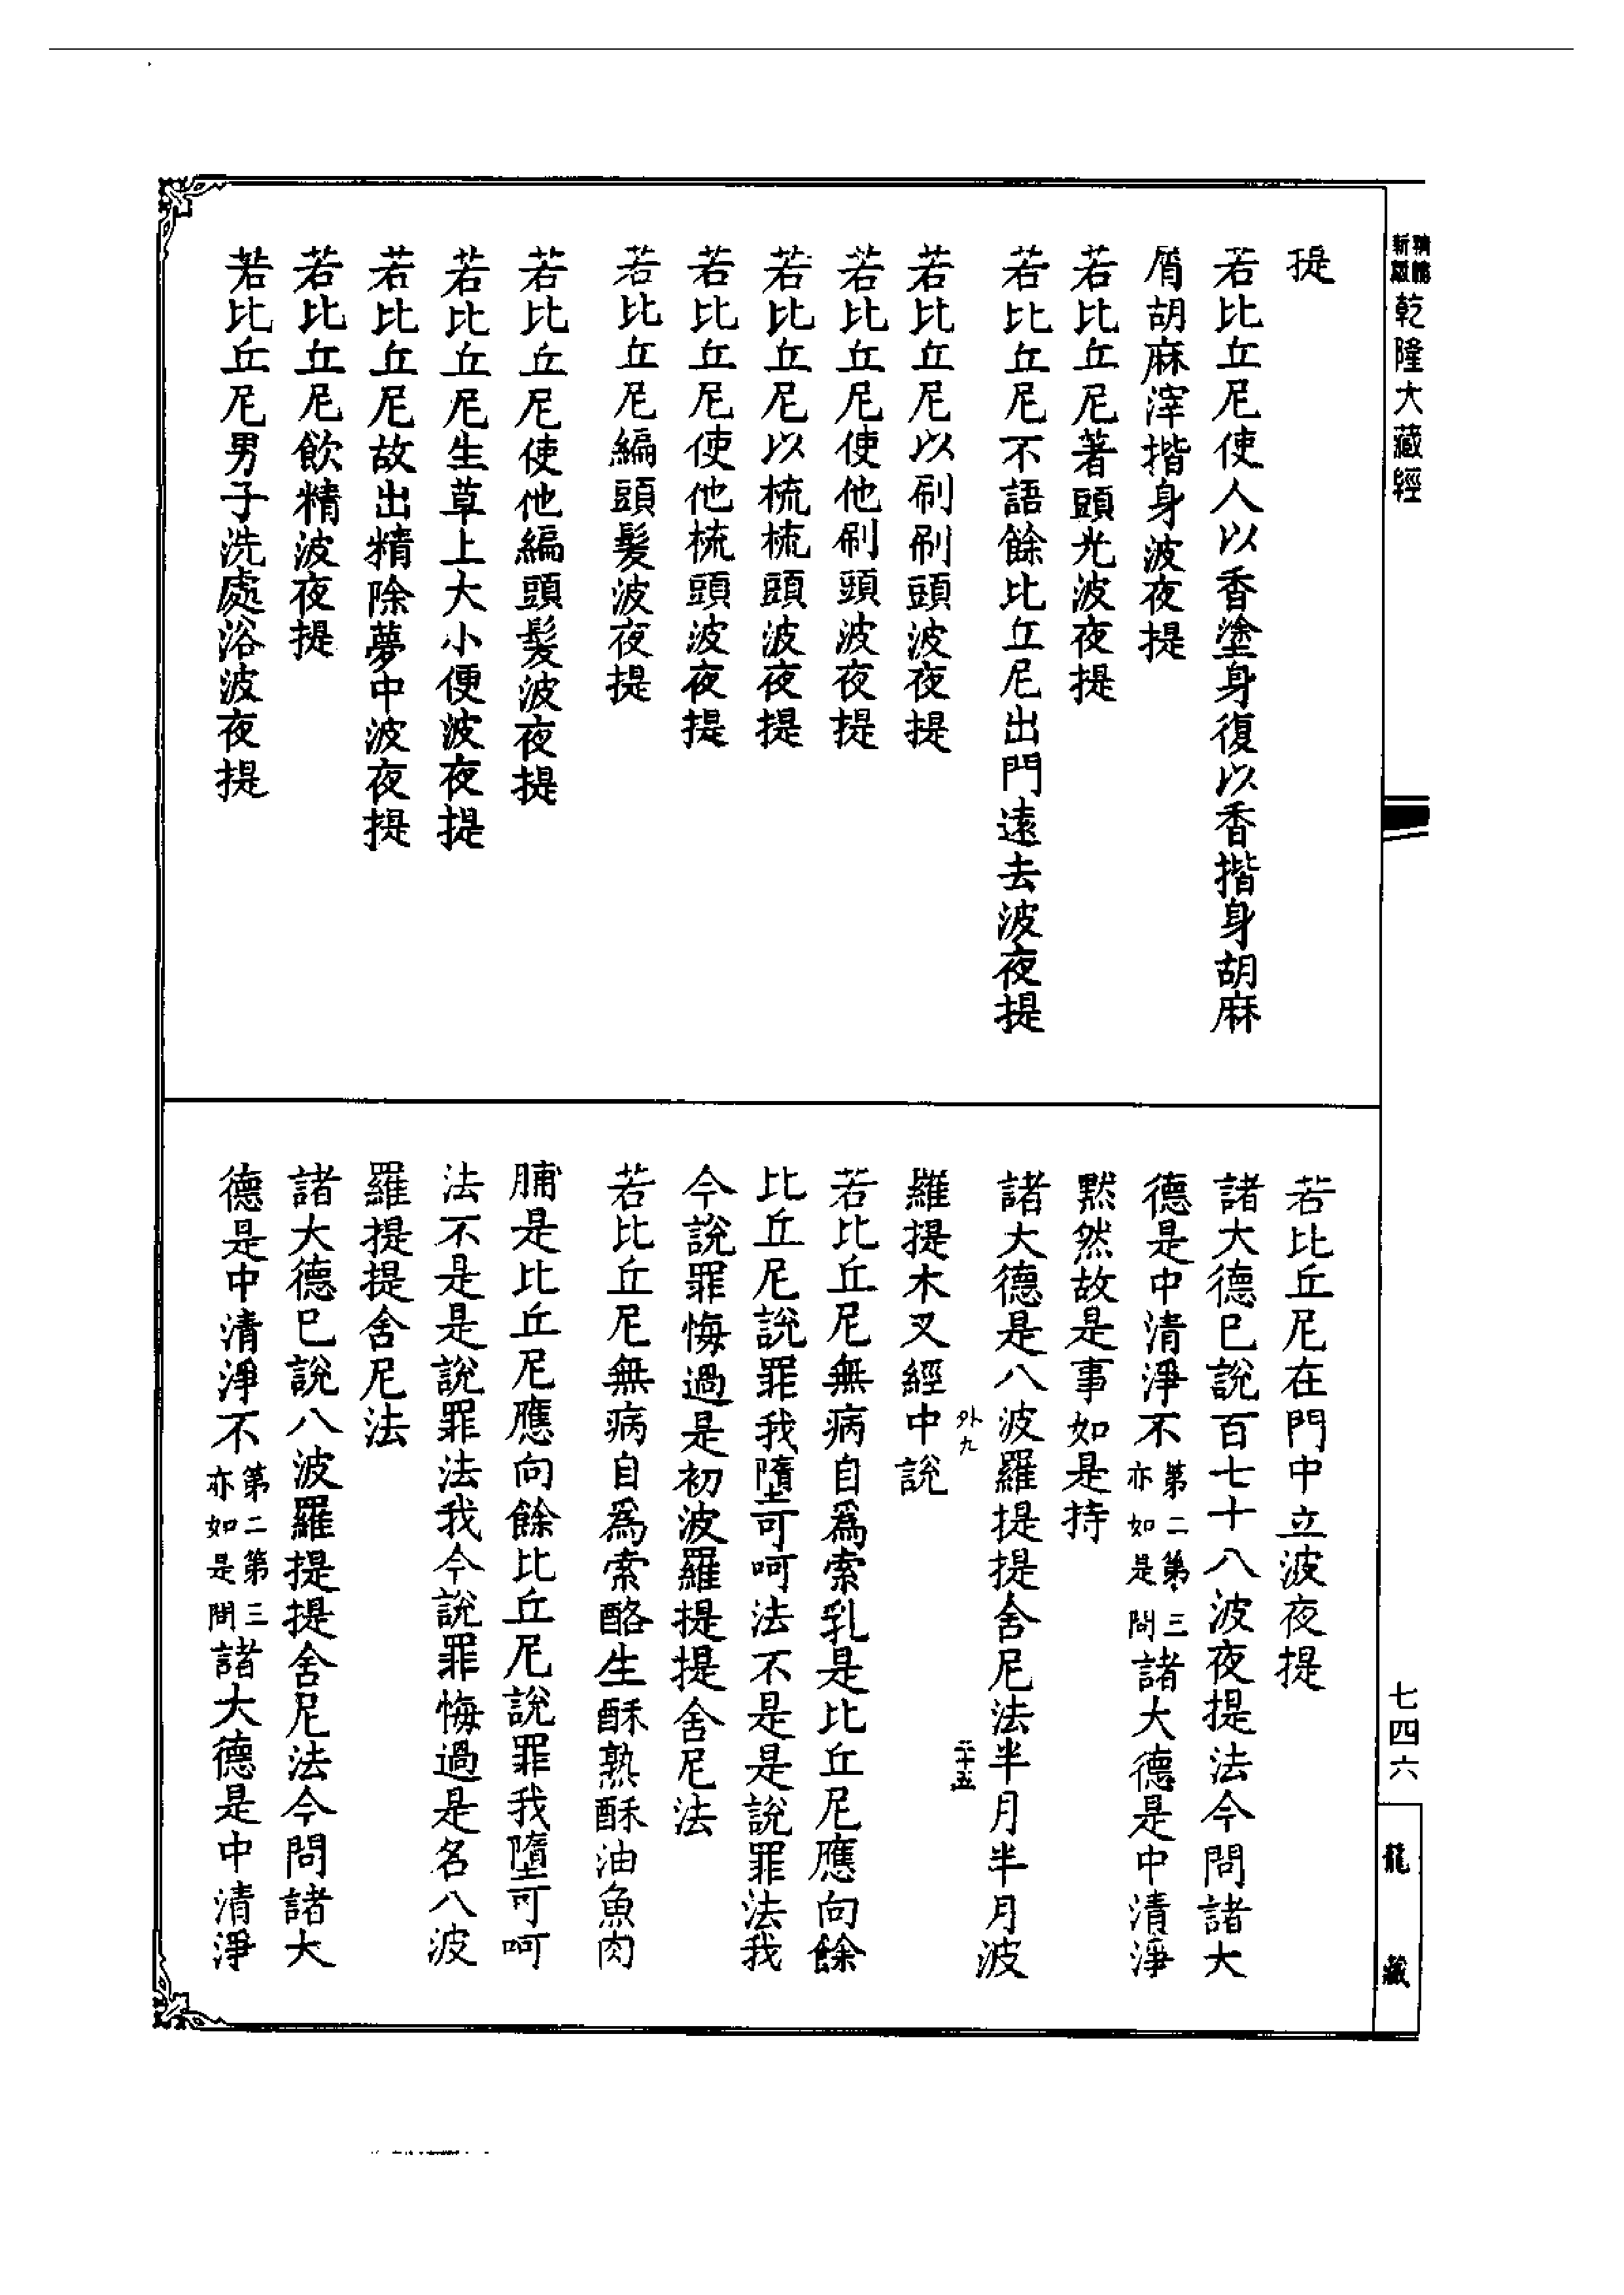 新版
精縮
乾隆大藏經
提
若比丘尼使人以香塗身復以香揩身胡麻
屑胡麻滓揩身波夜提
若比丘尼著頭光波夜提
若比丘尼不語餘比丘尼出門遠去波夜提
若比丘尼以刷刷頭波夜提
若比丘尼使他刷頭波夜提
若比丘尼以梳梳頭波夜提
若比丘尼使他梳頭波夜提
若比丘尼編頭髮波夜提
若比丘尼使他編頭髮波夜提
若比丘尼生草上大小便波夜提
若比丘尼故出精除夢中波夜提
若比丘尼飲精波夜提
若比丘尼男子洗處浴波夜提
若比丘尼在門中立波夜提
諸大德已說百七十八波夜提法今問諸大
德是中清淨不第二第三亦如是問諸大德是中清淨
默然故是事如是持
諸大德是八波羅提提舍尼法半月半月波
外九
二十五
羅提木叉經中說
若比丘尼無病自為索乳是比丘尼應向餘
比丘尼說罪我墮可呵法不是是說罪法我
今說罪悔過是初波羅提提舍尼法
若比丘尼無病自為索酪生酥熟酥油魚肉
脯是比丘尼應向餘比丘尼說罪我墮可呵
法不是是說罪法我今說罪悔過是名八波
羅提提舍尼法
諸大德已說八波羅提提舍尼法今問諸大
德是中清淨不第二第三亦如是問諸大德是中清淨
七四六
龍藏